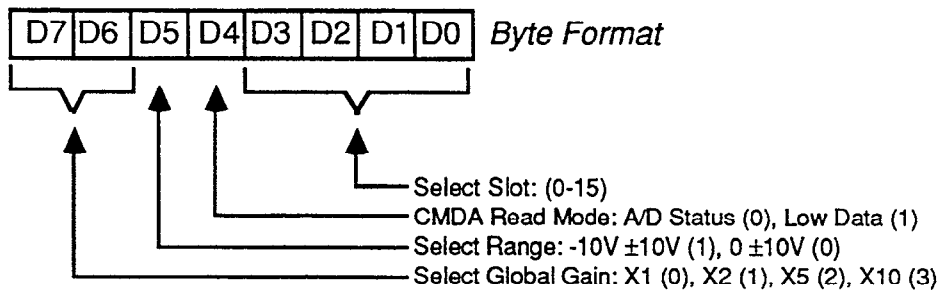 D7 D6 D5 D4 D3 D2 D1 D0 Byte Format
Select Slot: (0-15)
CMDA Read Mode: A/D Status (0), Low Data (1)
Select Range: -10V ±10V (1), 0 ±10V (0)
Select Global Gain: X1 (0), X2 (1), X5 (2), X10 (3)